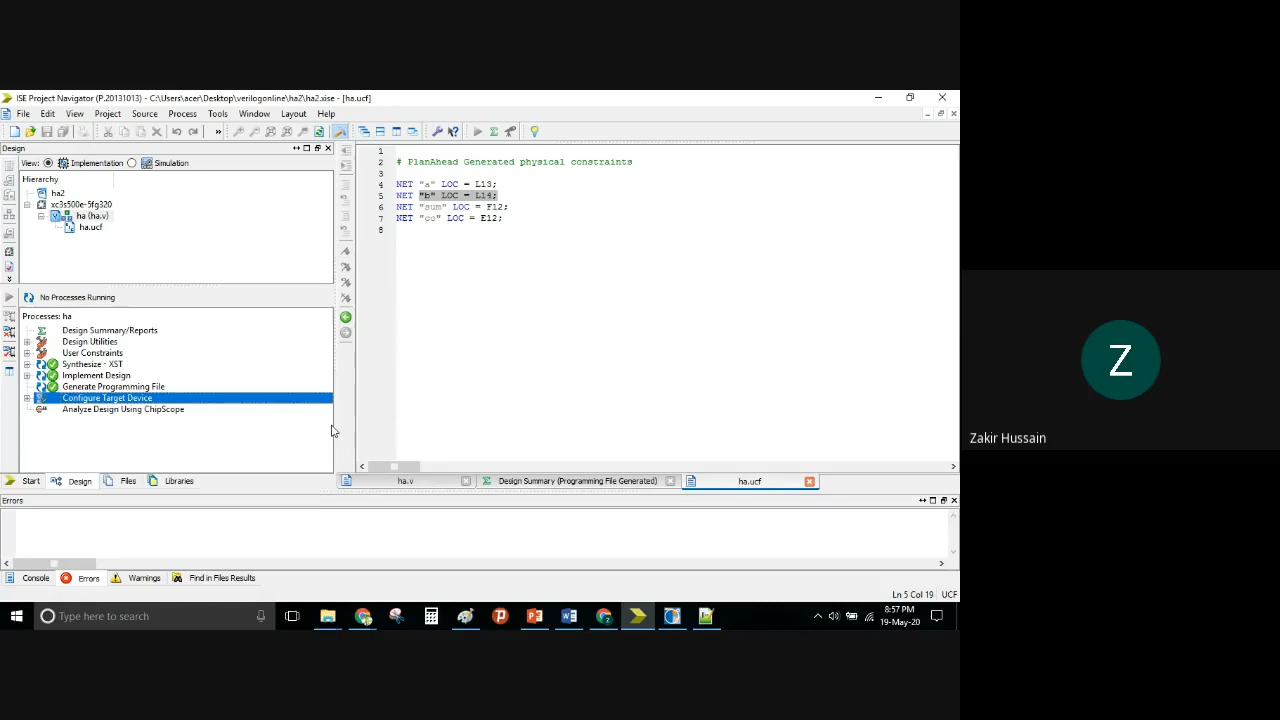 ISE Project Navigator (P.20131013) - C:\Users\acer\Desktop\verilogonline\ha2\ha2.xise - [ha.ucf]
File Edit View Project Source Process Tools Window Layout Help
Design
View: Implementation Simulation
Hierarchy
ha2
xc3s500e-5fg320
ha (ha.v)
ha.ucf
No Processes Running
Processes: ha
Design Summary/Reports
Design Utilities
User Constraints
Synthesize - XST
Implement Design
Generate Programming File
Configure Target Device
Analyze Design Using ChipScope
Start Design Files Libraries
1
2 # PlanAhead Generated physical constraints
3
4 NET "a" LOC = L13;
5 NET "b" LOC = L14;
6 NET "sum" LOC = F12;
7 NET "co" LOC = E12;
8
ha.v Design Summary (Programming File Generated) ha.ucf
Errors
Console Errors Warnings Find in Files Results
Ln 5 Col 19 UCF
Type here to search
8:57 PM
19-May-20
Z
Zakir Hussain